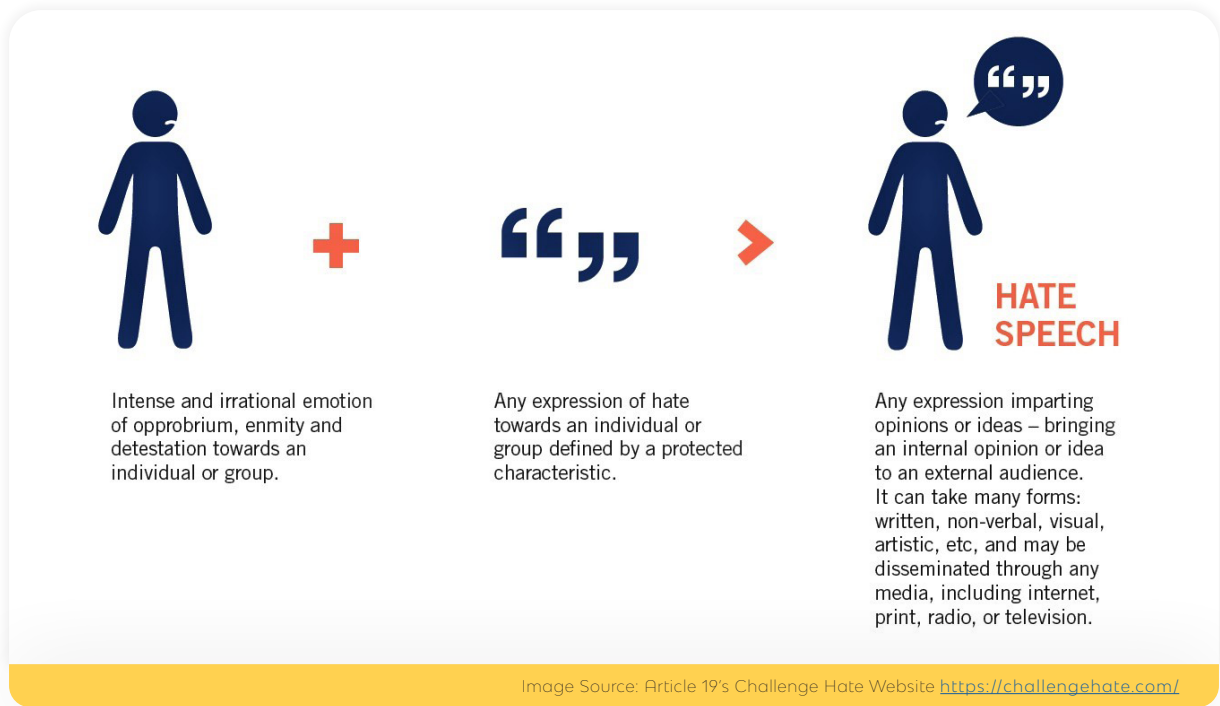 HATE
SPEECH
Intense and irrational emotion
of opprobrium, enmity and
detestation towards an
individual or group.
Any expression of hate
towards an individual or
group defined by a protected
characteristic.
Any expression imparting
opinions or ideas – bringing
an internal opinion or idea
to an external audience.
It can take many forms:
written, non-verbal, visual,
artistic, etc, and may be
disseminated through any
media, including internet,
print, radio, or television.
Image Source: Article 19's Challenge Hate Website https://challengehate.com/